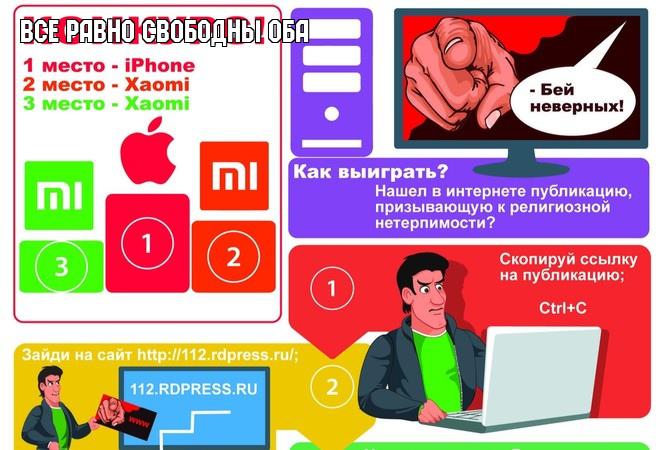 ВСЕ РАВНО СВОБОДНЫ ОБА
1 место - iPhone
2 место - Xaomi
3 место - Xaomi
mi
mi
1
2
3
- Бей
неверных!
Как выиграть?
Нашел в интернете публикацию,
призывающую к религиозной
нетерпимости?
1
Скопируй ссылку
на публикацию;
Ctrl+C
Зайди на сайт http://112.rdpress.ru/;
2
112.RDPRESS.RU
www